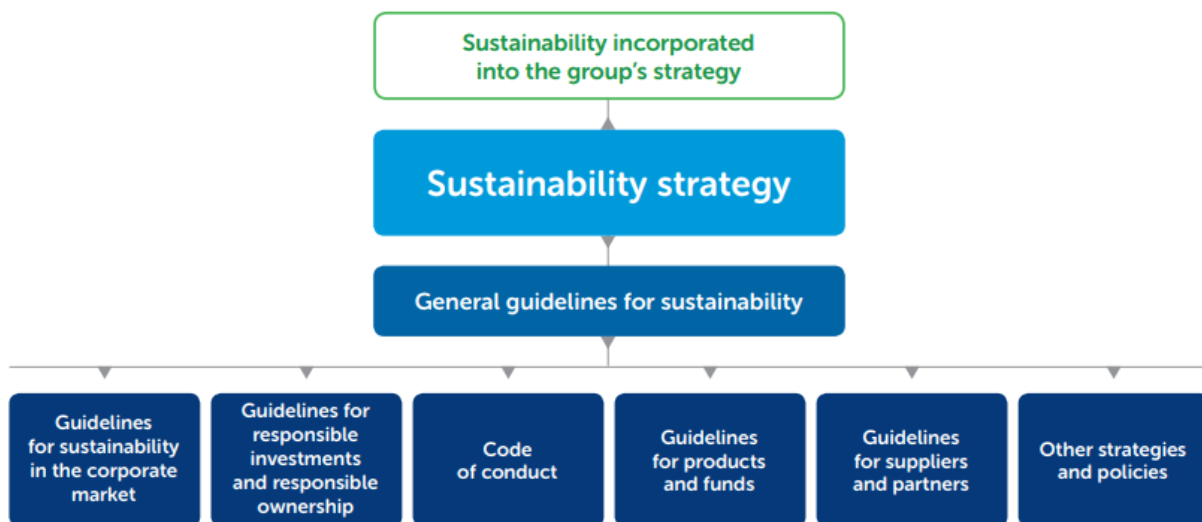 Sustainability incorporated
into the group's strategy
Sustainability strategy
General guidelines for sustainability
Guidelines
for sustainability
in the corporate
market
Guidelines for
responsible
investments
and responsible
ownership
Code
of conduct
Guidelines
for products
and funds
Guidelines
for suppliers
and partners
Other strategies
and policies